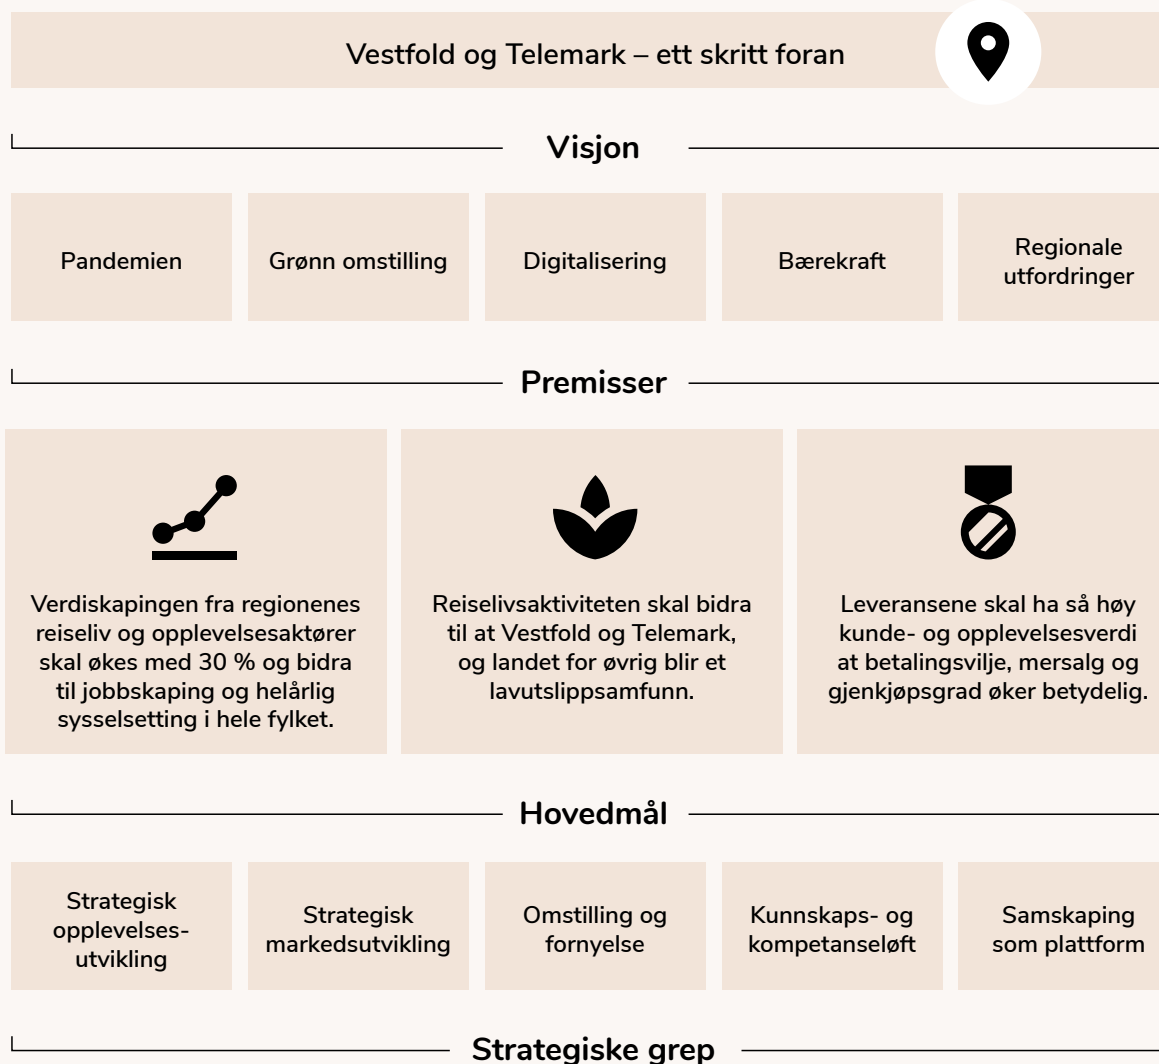 Vestfold og Telemark – ett skritt foran
Visjon
Pandemien
Grønn omstilling
Digitalisering
Bærekraft
Regionale
utfordringer
Premisser
Verdiskapingen fra regionenes
reiseliv og opplevelsesaktører
skal økes med 30 % og bidra
til jobbskaping og helårlig
sysselsetting i hele fylket.
Reiselivsaktiviteten skal bidra
til at Vestfold og Telemark,
og landet for øvrig blir et
lavutslippsamfunn.
Leveransene skal ha så høy
kunde- og opplevelsesverdi
at betalingsvilje, mersalg og
gjenkjøpsgrad øker betydelig.
Hovedmål
Strategisk
opplevelses-
utvikling
Strategisk
markedsutvikling
Omstilling og
fornyelse
Kunnskaps- og
kompetanseløft
Samskaping
som plattform
Strategiske grep